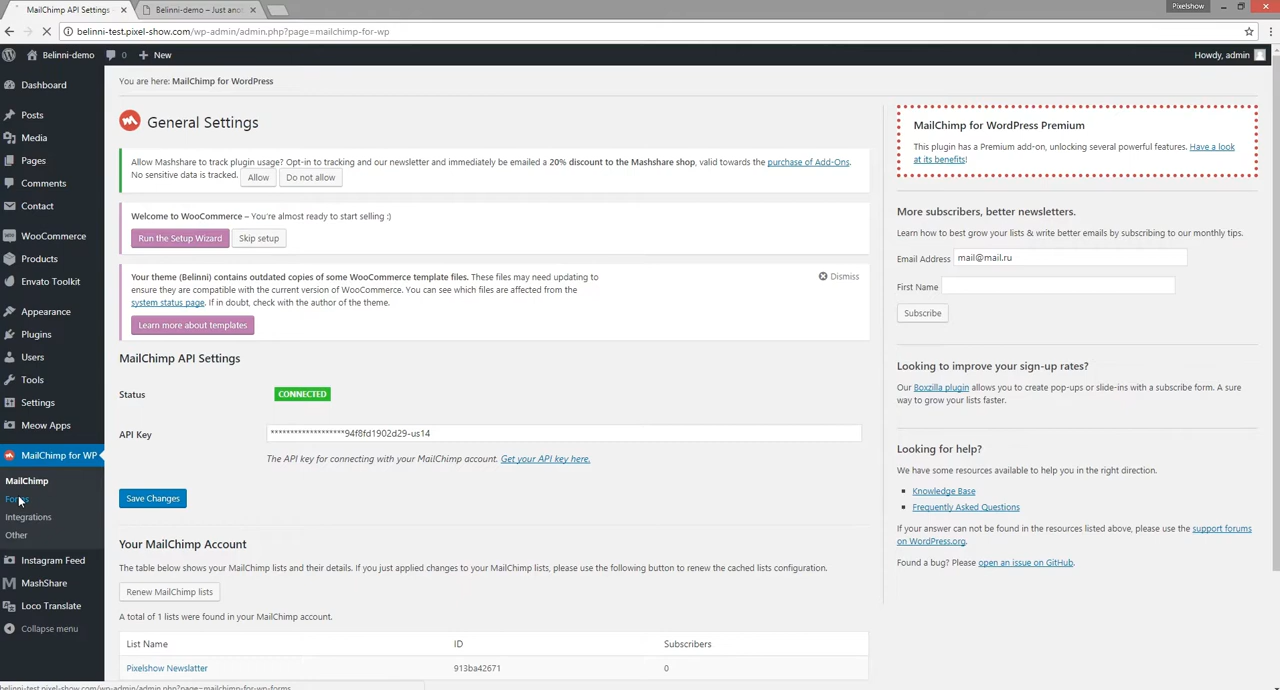 MailChimp API Settings -
Belinni-demo – Just ano
Pixelshow
belinni-test.pixel-show.com/wp-admin/admin.php?page=mailchimp-for-wp
Belinni-demo
0
New
Howdy, admin
Dashboard
Posts
Media
Pages
Comments
Contact
WooCommerce
Products
Envato Toolkit
Appearance
Plugins
Users
Tools
Settings
Meow Apps
MailChimp for WP
MailChimp
Forms
Integrations
Other
Instagram Feed
MashShare
Loco Translate
Collapse menu
You are here: MailChimp for WordPress
General Settings
Allow Mashshare to track plugin usage? Opt-in to tracking and our newsletter and immediately be emailed a 20% discount to the Mashshare shop, valid towards the purchase of Add-Ons.
No sensitive data is tracked. Allow Do not allow
Welcome to WooCommerce – You're almost ready to start selling :)
Run the Setup Wizard Skip setup
Your theme (Belinni) contains outdated copies of some WooCommerce template files. These files may need updating to
Dismiss
ensure they are compatible with the current version of WooCommerce. You can see which files are affected from the
system status page. If in doubt, check with the author of the theme.
Learn more about templates
MailChimp API Settings
Status CONNECTED
API Key ******************94f8fd1902d29-us14
The API key for connecting with your MailChimp account. Get your API key here.
Save Changes
Your MailChimp Account
The table below shows your MailChimp lists and their details. If you just applied changes to your MailChimp lists, please use the following button to renew the cached lists configuration.
Renew MailChimp lists
A total of 1 lists were found in your MailChimp account.
List Name ID Subscribers
Pixelshow Newslatter 913ba42671 0
MailChimp for WordPress Premium
This plugin has a Premium add-on, unlocking several powerful features. Have a look
at its benefits!
More subscribers, better newsletters.
Learn how to best grow your lists & write better emails by subscribing to our monthly tips.
Email Address mail@mail.ru
First Name
Subscribe
Looking to improve your sign-up rates?
Our Boxzilla plugin allows you to create pop-ups or slide-ins with a subscribe form. A sure
way to grow your lists faster.
Looking for help?
We have some resources available to help you in the right direction.
Knowledge Base
Frequently Asked Questions
If your answer can not be found in the resources listed above, please use the support forums
on WordPress.org.
Found a bug? Please open an issue on GitHub.
belinni-test.pixel-show.com/wp-admin/admin.php?page=mailchimp-for-wp-forms